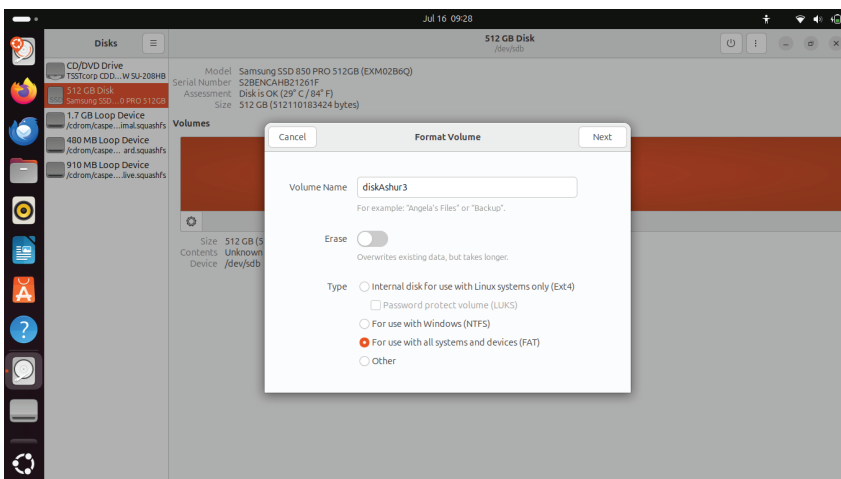 Jul 16 09:28
Disks
512 GB Disk
/dev/sdb
CD/DVD Drive
TSSTcorp CDD...W SU-208HB
512 GB Disk
Samsung SSD...0 PRO 512GB
1.7 GB Loop Device
/cdrom/caspe...imal.squashfs
480 MB Loop Device
/cdrom/caspe... ard.squashfs
910 MB Loop Device
/cdrom/caspe...live.squashfs
Model Samsung SSD 850 PRO 512GB (EXM02B6Q)
Serial Number S2BENCAHB21261F
Assessment Disk is OK (29° C / 84° F)
Size 512 GB (512110183424 bytes)
Volumes
Size 512 GB (5
Contents Unknown
Device /dev/sdb
Cancel
Format Volume
Next
Volume Name diskAshur3
For example: "Angela's Files" or "Backup".
Erase
Overwrites existing data, but takes longer.
Type Internal disk for use with Linux systems only (Ext4)
Password protect volume (LUKS)
For use with Windows (NTFS)
For use with all systems and devices (FAT)
Other